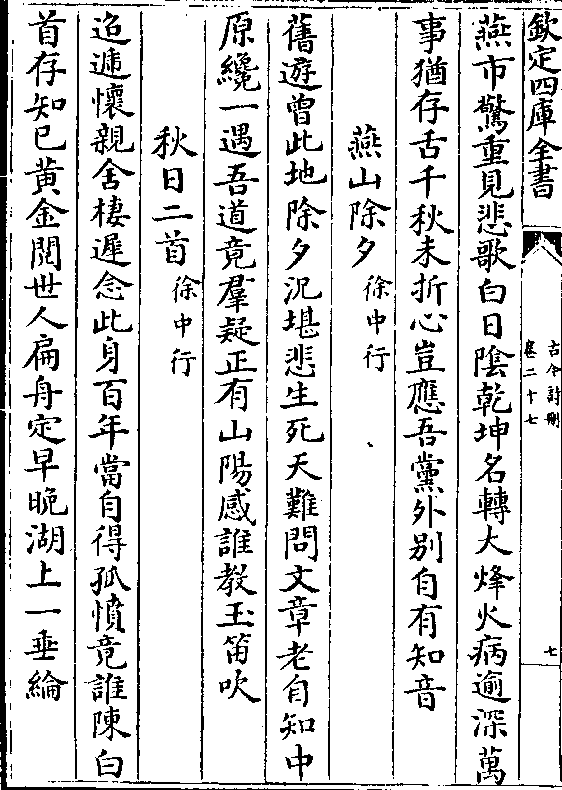 欽定四庫全書
古今詩刪
卷二十七
七
燕市驚重見悲歌白日陰乾坤名轉大烽火病逾深萬
事猶存舌千秋未折心豈應吾黨外别自有知音
燕山除夕徐中行
舊遊曾此地除夕況堪悲生死天難問文章老自知中
原纔一遇吾道竟羣疑正有山陽感誰教玉笛吹
秋日二首徐中行
迢遞懷親舍棲遲念此身百年當自得孤憤竟誰陳白
首存知已黄金閱世人扁舟定早晚湖上一垂綸